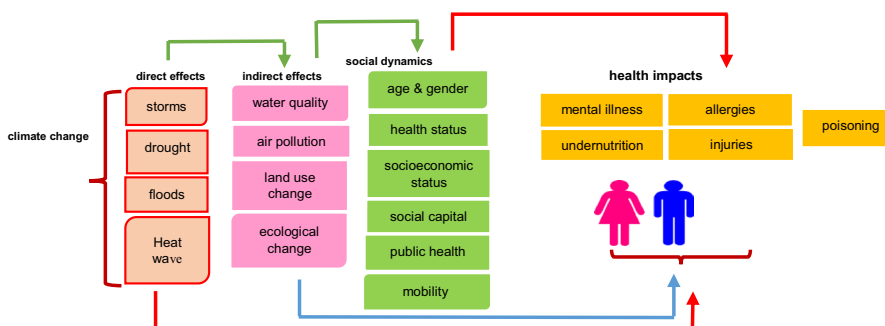 social dynamics
direct effects
indirect effects
health impacts
climate change
storms
drought
floods
Heat
wave
water quality
air pollution
land use
change
ecological
change
age & gender
health status
socioeconomic
status
social capital
public health
mobility
mental illness
allergies
undernutrition
injuries
poisoning